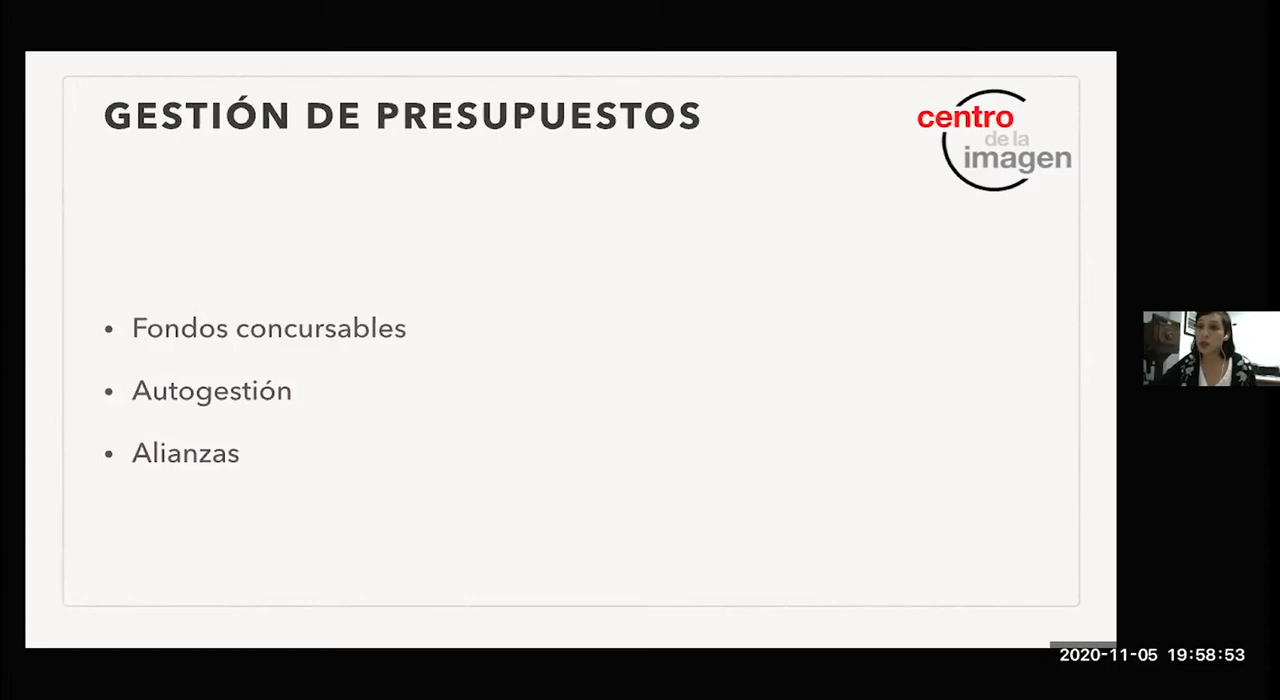 GESTIÓN DE PRESUPUESTOS
centro
de la
imagen
• Fondos concursables
• Autogestión
• Alianzas
2020-11-05 19:58:53